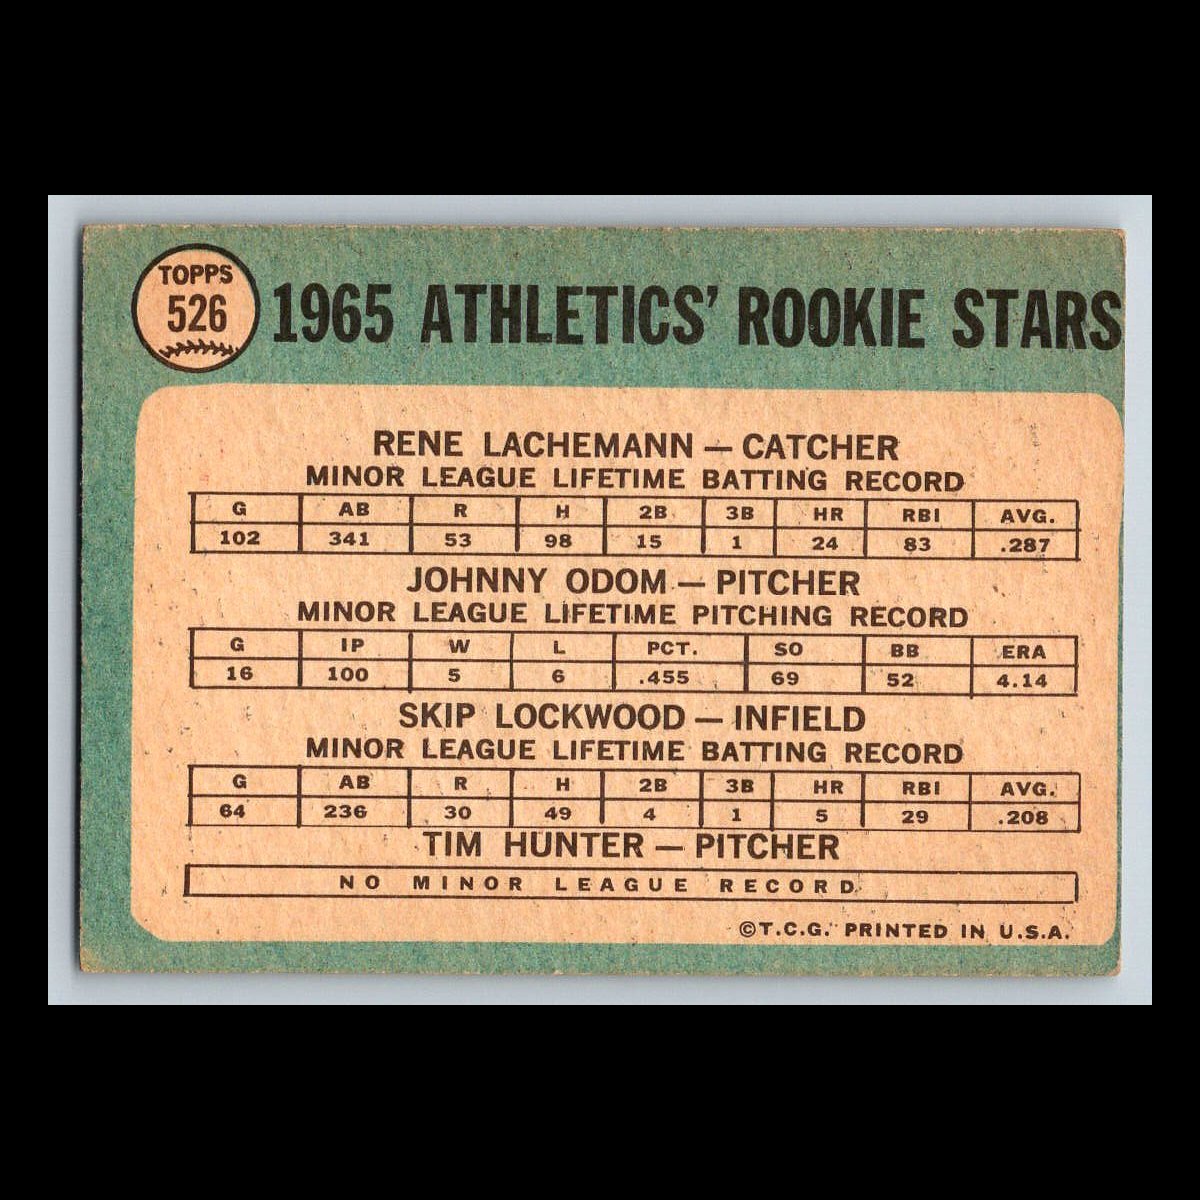 TOPPS
526
1965 ATHLETICS' ROOKIE STARS
RENE LACHEMANN — CATCHER
MINOR LEAGUE LIFETIME BATTING RECORD
G AB R H 2B 3B HR RBI AVG.
102 341 53 98 15 1 24 83 .287
JOHNNY ODOM — PITCHER
MINOR LEAGUE LIFETIME PITCHING RECORD
G IP W L PCT. SO BB ERA
16 100 5 6 .455 69 52 4.14
SKIP LOCKWOOD — INFIELD
MINOR LEAGUE LIFETIME BATTING RECORD
G AB R H 2B 3B HR RBI AVG.
64 236 30 49 4 1 5 29 .208
TIM HUNTER — PITCHER
NO MINOR LEAGUE RECORD
©T.C.G. PRINTED IN U.S.A.